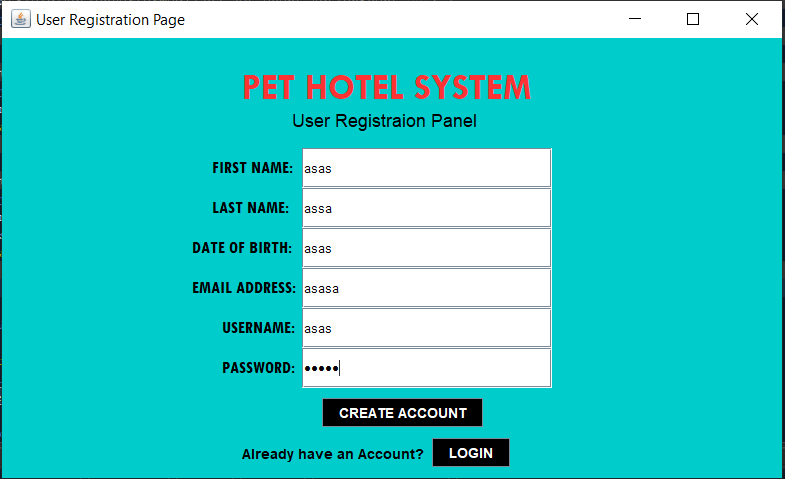 User Registration Page
PET HOTEL SYSTEM
User Registraion Panel
FIRST NAME: asas
LAST NAME: assa
DATE OF BIRTH: asas
EMAIL ADDRESS: asasa
USERNAME: asas
PASSWORD: •••••
CREATE ACCOUNT
Already have an Account? LOGIN